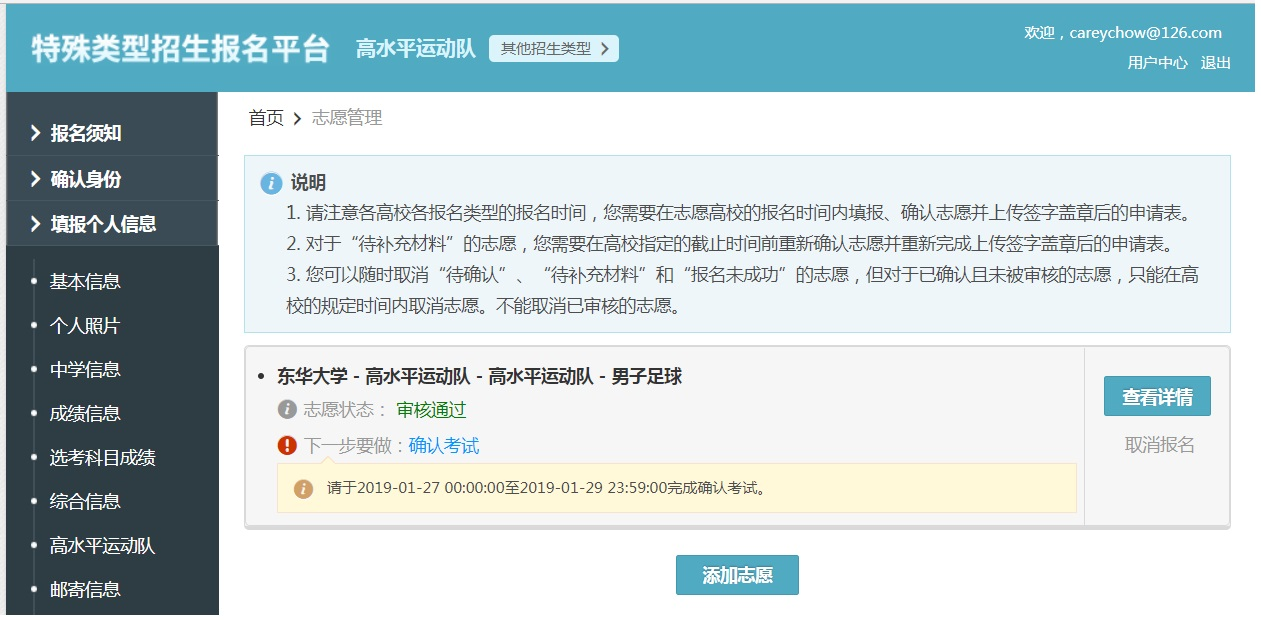 特殊类型招生报名平台 高水平运动队 其他招生类型
欢迎，careychow@126.com
用户中心 退出
报名须知
确认身份
填报个人信息
基本信息
个人照片
中学信息
成绩信息
选考科目成绩
综合信息
高水平运动队
邮寄信息
首页 志愿管理
说明
1. 请注意各高校各报名类型的报名时间，您需要在志愿高校的报名时间内填报、确认志愿并上传签字盖章后的申请表。
2. 对于“待补充材料”的志愿，您需要在高校指定的截止时间前重新确认志愿并重新完成上传签字盖章后的申请表。
3. 您可以随时取消“待确认”、“待补充材料”和“报名未成功”的志愿，但对于已确认且未被审核的志愿，只能在高
校的规定时间内取消志愿。不能取消已审核的志愿。
东华大学 - 高水平运动队 - 高水平运动队 - 男子足球
志愿状态：审核通过
下一步要做：确认考试
请于2019-01-27 00:00:00至2019-01-29 23:59:00完成确认考试。
查看详情
取消报名
添加志愿